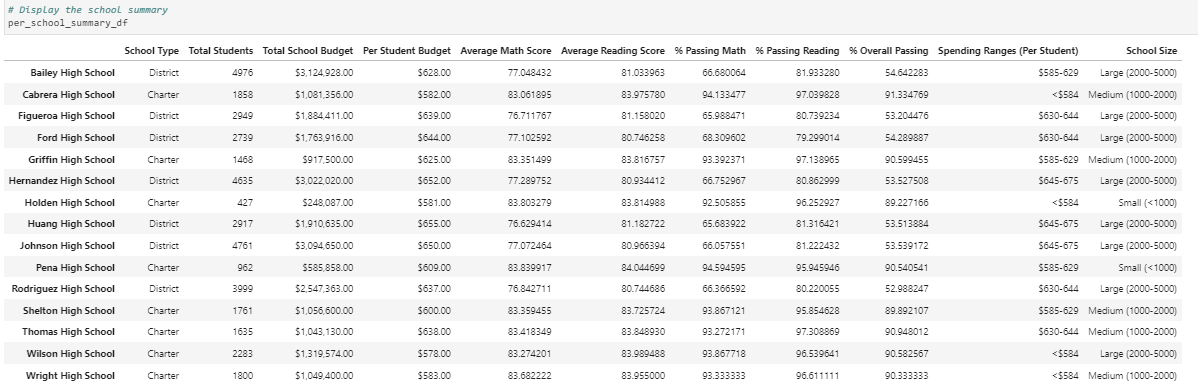 # Display the school summary
per_school_summary_df
School Type Total Students Total School Budget Per Student Budget Average Math Score Average Reading Score % Passing Math % Passing Reading % Overall Passing Spending Ranges (Per Student) School Size
Bailey High School District 4976 $3,124,928.00 $628.00 77.048432 81.033963 66.680064 81.933280 54.642283 $585-629 Large (2000-5000)
Cabrera High School Charter 1858 $1,081,356.00 $582.00 83.061895 83.975780 94.133477 97.039828 91.334769 <$584 Medium (1000-2000)
Figueroa High School District 2949 $1,884,411.00 $639.00 76.711767 81.158020 65.988471 80.739234 53.204476 $630-644 Large (2000-5000)
Ford High School District 2739 $1,763,916.00 $644.00 77.102592 80.746258 68.309602 79.299014 54.289887 $630-644 Large (2000-5000)
Griffin High School Charter 1468 $917,500.00 $625.00 83.351499 83.816757 93.392371 97.138965 90.599455 $585-629 Medium (1000-2000)
Hernandez High School District 4635 $3,022,020.00 $652.00 77.289752 80.934412 66.752967 80.862999 53.527508 $645-675 Large (2000-5000)
Holden High School Charter 427 $248,087.00 $581.00 83.803279 83.814988 92.505855 96.252927 89.227166 <$584 Small (<1000)
Huang High School District 2917 $1,910,635.00 $655.00 76.629414 81.182722 65.683922 81.316421 53.513884 $645-675 Large (2000-5000)
Johnson High School District 4761 $3,094,650.00 $650.00 77.072464 80.966394 66.057551 81.222432 53.539172 $645-675 Large (2000-5000)
Pena High School Charter 962 $585,858.00 $609.00 83.839917 84.044699 94.594595 95.945946 90.540541 $585-629 Small (<1000)
Rodriguez High School District 3999 $2,547,363.00 $637.00 76.842711 80.744686 66.366592 80.220055 52.988247 $630-644 Large (2000-5000)
Shelton High School Charter 1761 $1,056,600.00 $600.00 83.359455 83.725724 93.867121 95.854628 89.892107 $585-629 Medium (1000-2000)
Thomas High School Charter 1635 $1,043,130.00 $638.00 83.418349 83.848930 93.272171 97.308869 90.948012 $630-644 Medium (1000-2000)
Wilson High School Charter 2283 $1,319,574.00 $578.00 83.274201 83.989488 93.867718 96.539641 90.582567 <$584 Large (2000-5000)
Wright High School Charter 1800 $1,049,400.00 $583.00 83.682222 83.955000 93.333333 96.611111 90.333333 <$584 Medium (1000-2000)